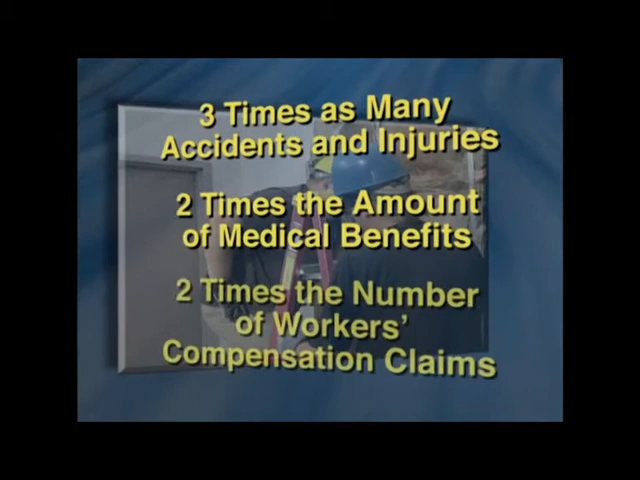 3 Times as Many
Accidents and Injuries
2 Times the Amount
of Medical Benefits
2 Times the Number
of Workers’
Compensation Claims